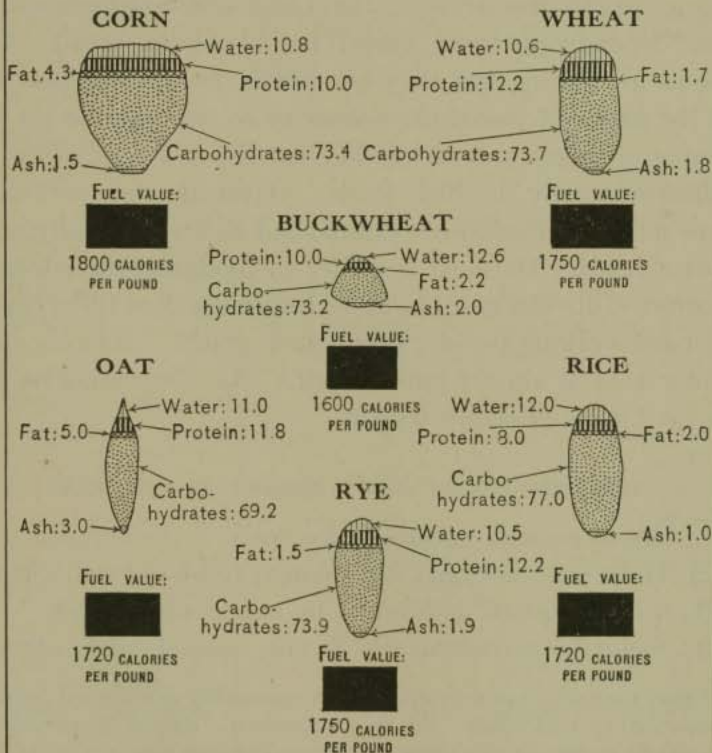 CORN
Water:10.8
Fat,4.3
Protein:10.0
Carbohydrates:73.4
Ash:1.5
FUEL VALUE:
1800 CALORIES
PER POUND
WHEAT
Water:10.6
Protein:12.2
Fat:1.7
Carbohydrates:73.7
Ash:1.8
FUEL VALUE:
1750 CALORIES
PER POUND
BUCKWHEAT
Protein:10.0
Water:12.6
Fat:2.2
Carbo-
hydrates:73.2
Ash:2.0
FUEL VALUE:
1600 CALORIES
PER POUND
OAT
Water:11.0
Fat:5.0
Protein:11.8
Carbo-
hydrates:69.2
Ash:3.0
FUEL VALUE:
1720 CALORIES
PER POUND
RYE
Water:10.5
Fat:1.5
Protein:12.2
Carbo-
hydrates:73.9
Ash:1.9
FUEL VALUE:
1750 CALORIES
PER POUND
RICE
Water:12.0
Protein:8.0
Fat:2.0
Carbo-
hydrates:77.0
Ash:1.0
FUEL VALUE:
1720 CALORIES
PER POUND